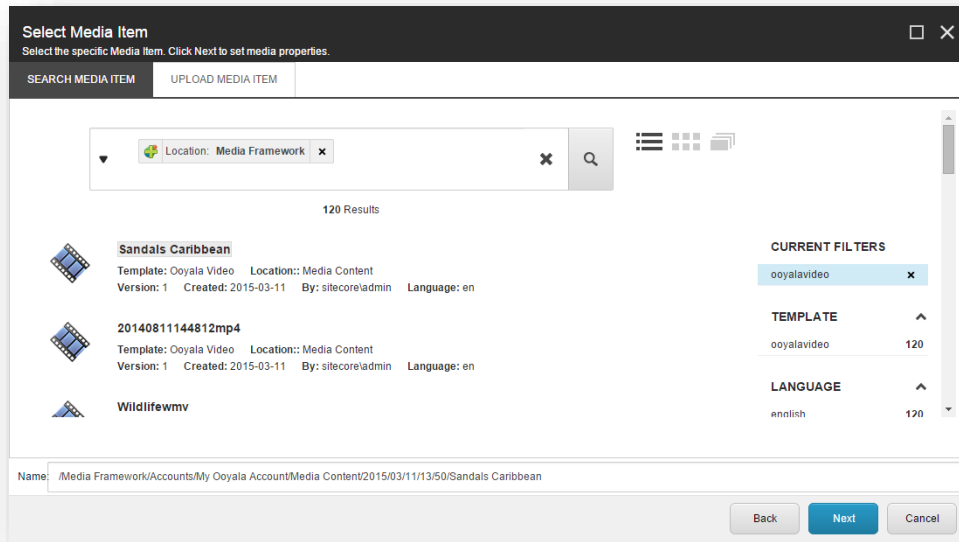 Select Media Item
Select the specific Media Item. Click Next to set media properties.
SEARCH MEDIA ITEM UPLOAD MEDIA ITEM
Location: Media Framework
120 Results
Sandals Caribbean
Template: Ooyala Video Location:: Media Content
Version: 1 Created: 2015-03-11 By: sitecore\admin Language: en
20140811144812mp4
Template: Ooyala Video Location:: Media Content
Version: 1 Created: 2015-03-11 By: sitecore\admin Language: en
Wildlifewmv
CURRENT FILTERS
ooyalavideo
TEMPLATE
ooyalavideo 120
LANGUAGE
english 120
Name: /Media Framework/Accounts/My Ooyala Account/Media Content/2015/03/11/13/50/Sandals Caribbean
Back Next Cancel